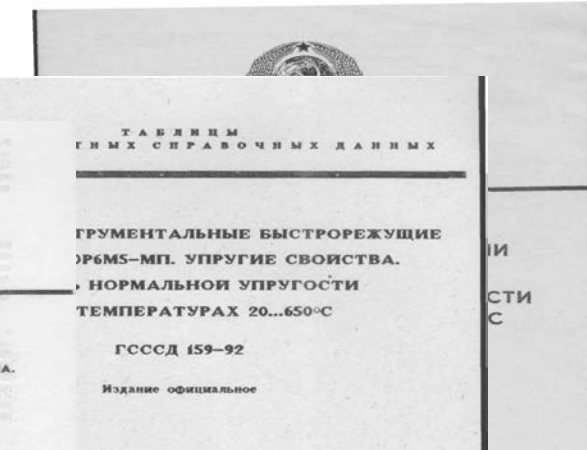 ТАБЛИЦЫ
ТНЫХ СПРАВОЧНЫХ ДАННЫХ
ТРУМЕНТАЛЬНЫЕ БЫСТРОРЕЖУЩИЕ
0Р6М5–МП. УПРУГИЕ СВОЙСТВА.
Ь НОРМАЛЬНОЙ УПРУГОСТИ
ТЕМПЕРАТУРАХ 20...650°С
ГСССД 159–92
Издание официальное
А.
ИИ
СТИ
С